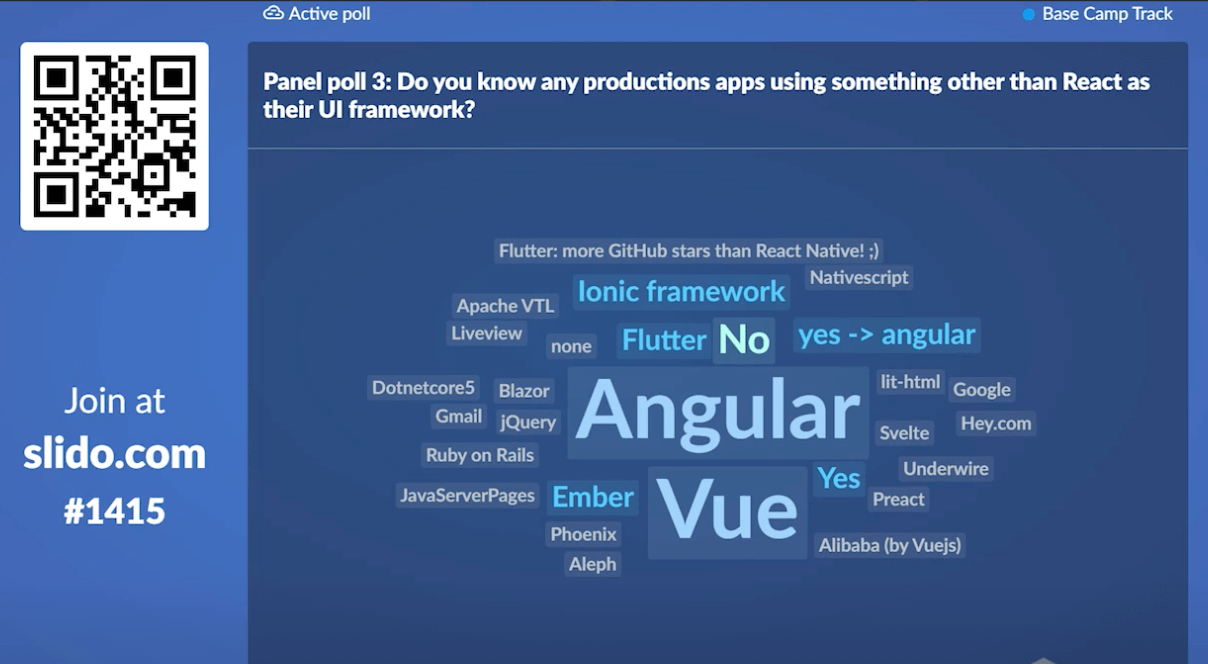 Active poll
Base Camp Track
Panel poll 3: Do you know any productions apps using something other than React as
their UI framework?
Join at
slido.com
#1415
Flutter: more GitHub stars than React Native! ;)
Nativescript
Ionic framework
Apache VTL
Liveview
none
Flutter
No
yes -> angular
Dotnetcore5
Blazor
Angular
lit-html
Google
Gmail
jQuery
Svelte
Hey.com
Ruby on Rails
Underwire
Yes
JavaServerPages
Ember
Vue
Preact
Phoenix
Alibaba (by Vuejs)
Aleph